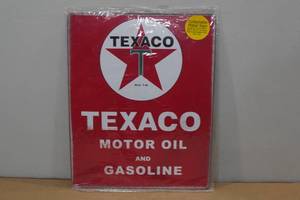 TEXACO
T
TEXACO
MOTOR OIL
AND
GASOLINE